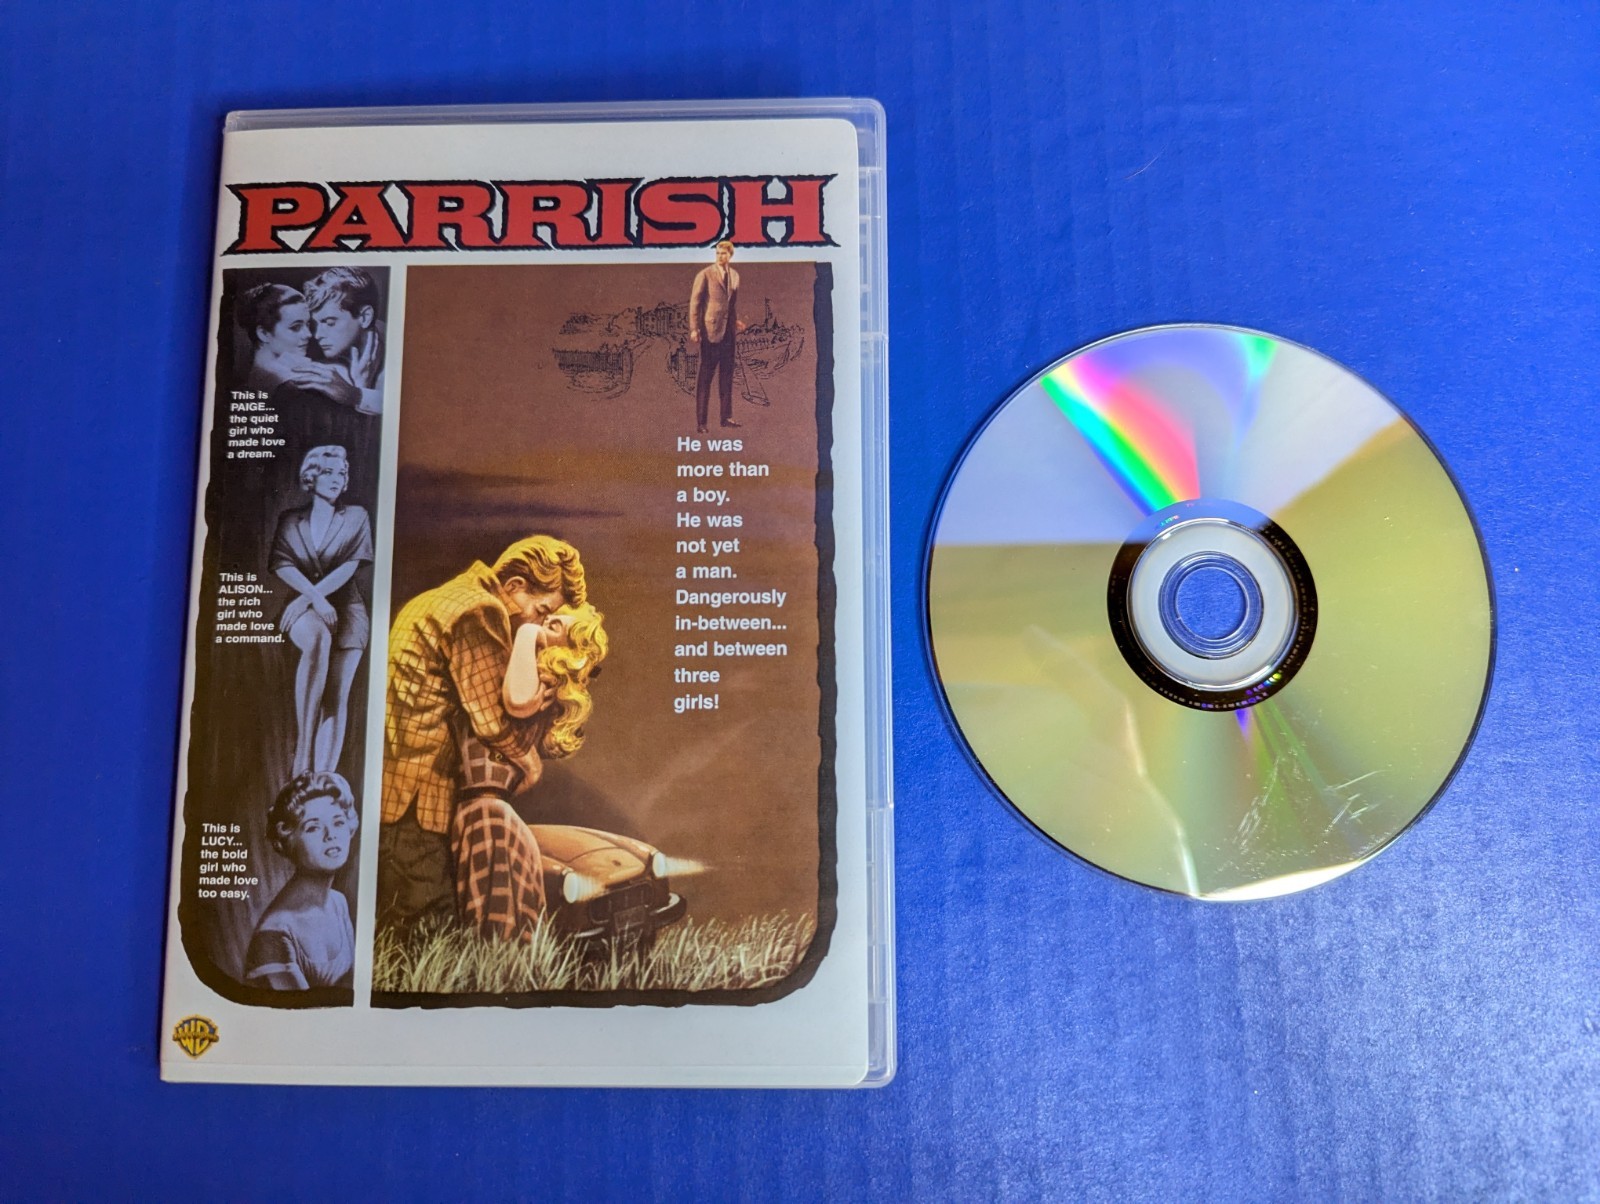 PARRISH
This is
PAIGE...
the quiet
girl who
made love
a dream.
This is
ALISON...
the rich
girl who
made love
a command.
This is
LUCY...
the bold
girl who
made love
too easy.
He was
more than
a boy.
He was
not yet
a man.
Dangerously
in-between...
and between
three
girls!
WB